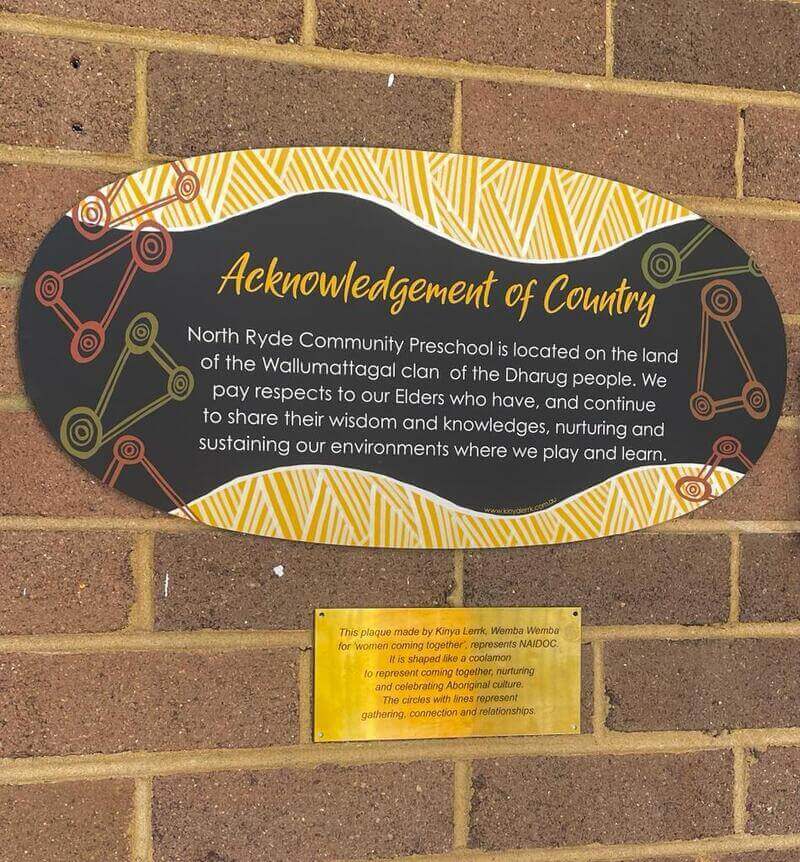 Acknowledgement of Country
North Ryde Community Preschool is located on the land
of the Wallumattagal clan of the Dharug people. We
pay respects to our Elders who have, and continue
to share their wisdom and knowledges, nurturing and
sustaining our environments where we play and learn.
www.kinyalerrk.com.au
This plaque made by Kinya Lerrk, Wemba Wemba
for 'women coming together', represents NAIDOC.
It is shaped like a coolamon
to represent coming together, nurturing
and celebrating Aboriginal culture.
The circles with lines represent
gathering, connection and relationships.